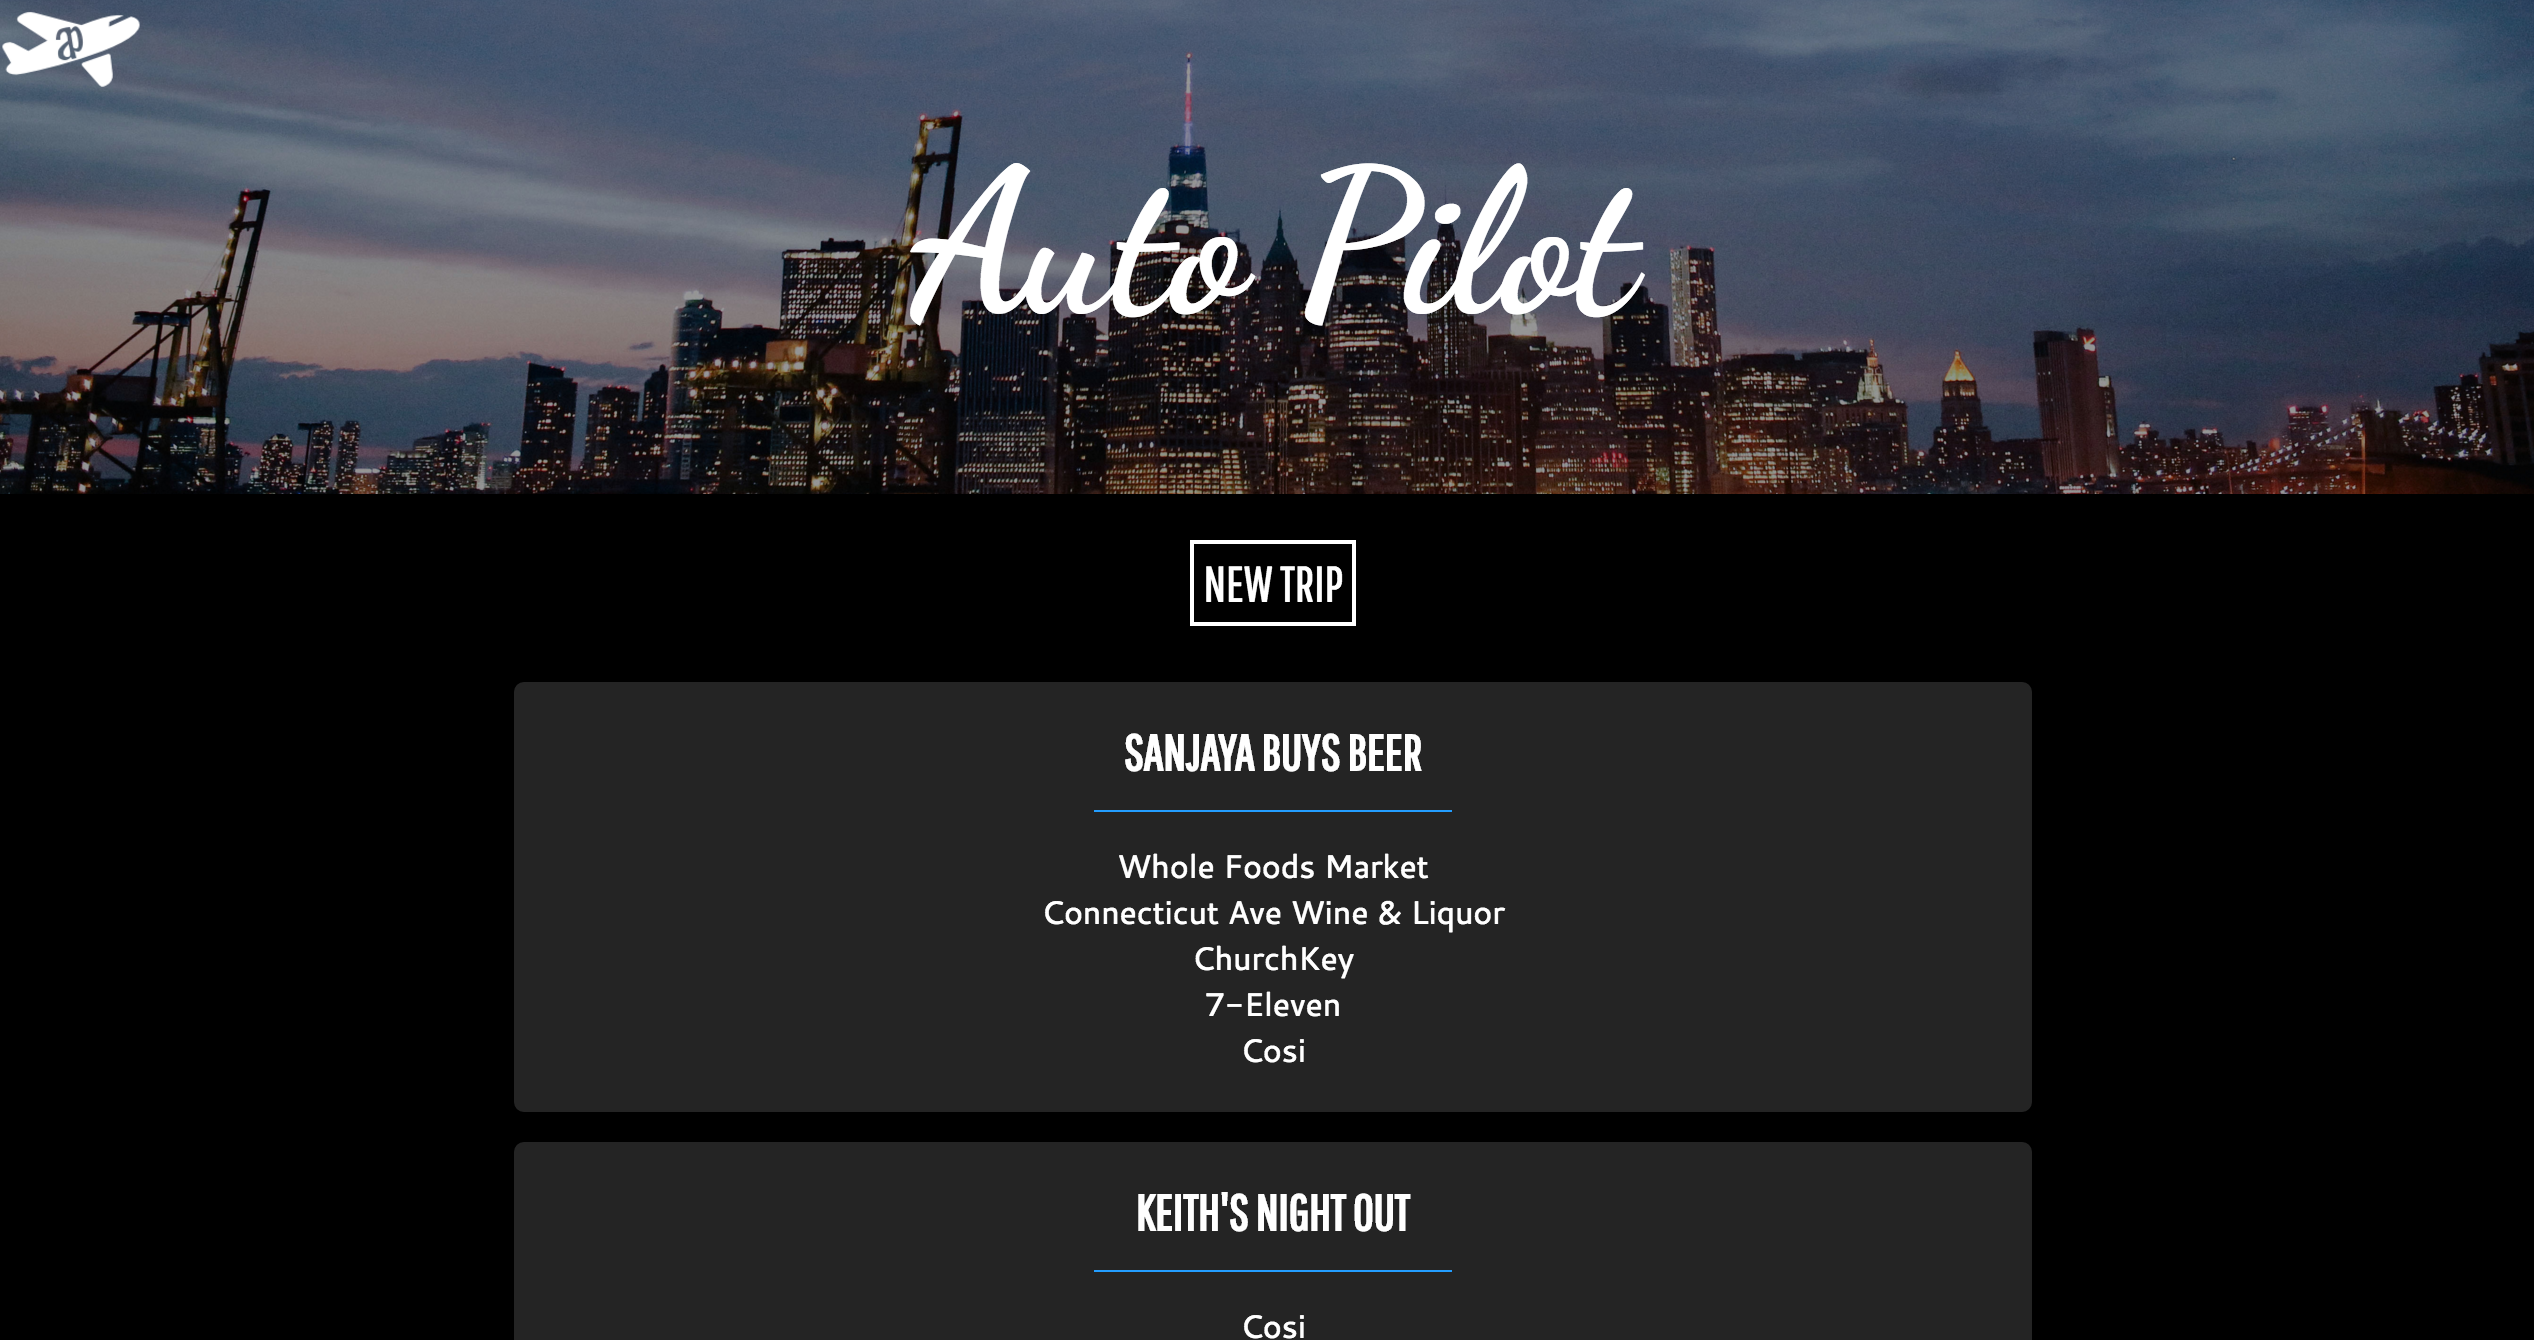 ap
Auto Pilot
NEW TRIP
SANJAYA BUYS BEER
Whole Foods Market
Connecticut Ave Wine & Liquor
ChurchKey
7-Eleven
Cosi
KEITH'S NIGHT OUT
Cosi